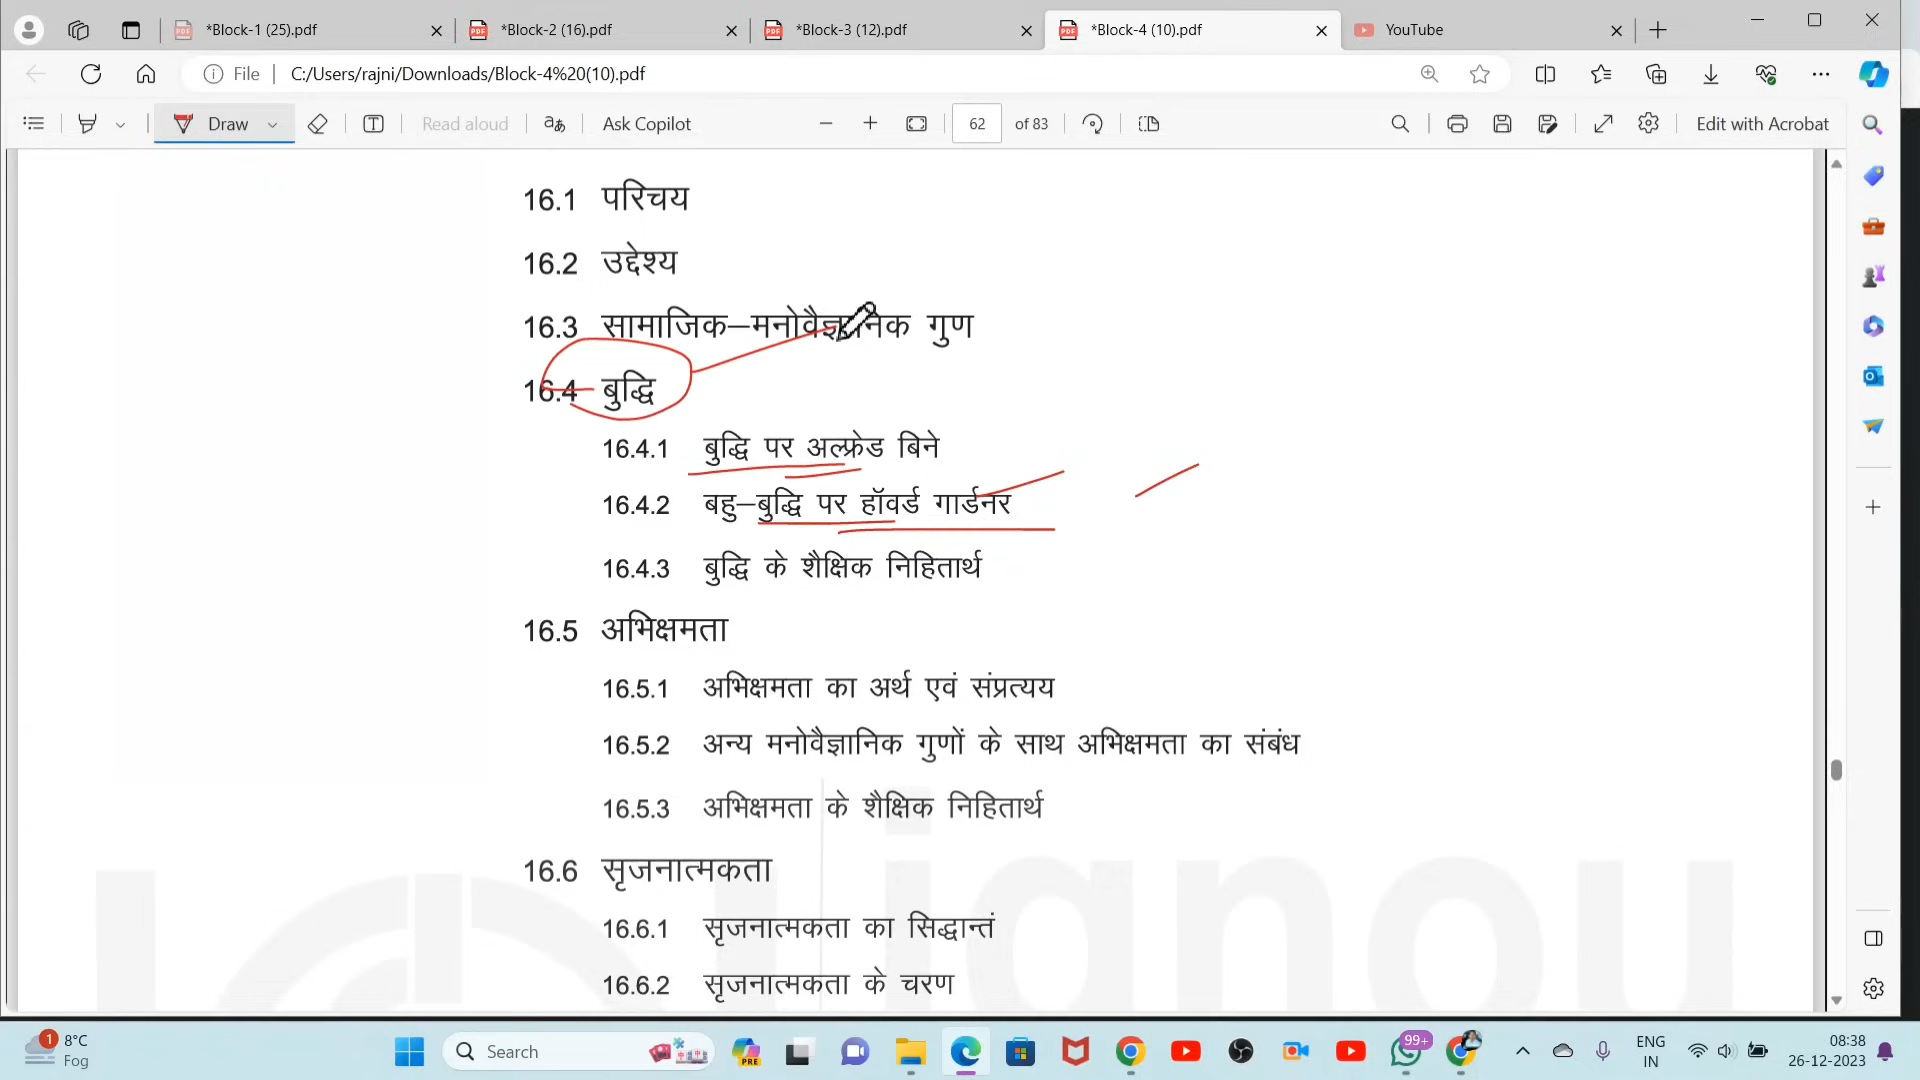 *Block-1 (25).pdf
*Block-2 (16).pdf
*Block-3 (12).pdf
*Block-4 (10).pdf
YouTube
File C:/Users/rajni/Downloads/Block-4%20(10).pdf
Draw
Read aloud
Ask Copilot
62 of 83
Edit with Acrobat
16.1 परिचय
16.2 उद्देश्य
16.3 सामाजिक–मनोवैज्ञानिक गुण
16.4 बुद्धि
16.4.1 बुद्धि पर अल्फ्रेड बिने
16.4.2 बहु–बुद्धि पर हॉवर्ड गार्डनर
16.4.3 बुद्धि के शैक्षिक निहितार्थ
16.5 अभिक्षमता
16.5.1 अभिक्षमता का अर्थ एवं संप्रत्यय
16.5.2 अन्य मनोवैज्ञानिक गुणों के साथ अभिक्षमता का संबंध
16.5.3 अभिक्षमता के शैक्षिक निहितार्थ
16.6 सृजनात्मकता
16.6.1 सृजनात्मकता का सिद्धान्तं
16.6.2 सृजनात्मकता के चरण
ignou
1
8°C
Fog
Search
PRE
99+
ENG
IN
08:38
26-12-2023